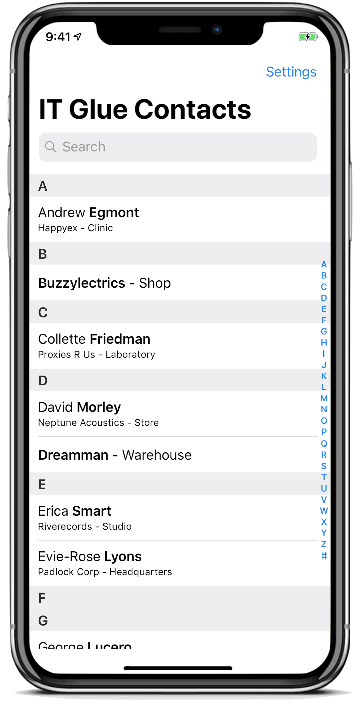 9:41
Settings
IT Glue Contacts
Search
A
Andrew Egmont
Happyex - Clinic
B
Buzzylectrics - Shop
C
Collette Friedman
Proxies R Us - Laboratory
D
David Morley
Neptune Acoustics - Store
Dreamman - Warehouse
E
Erica Smart
Riverecords - Studio
Evie-Rose Lyons
Padlock Corp - Headquarters
F
G
George Lucero
A
B
C
D
E
F
G
H
I
J
K
L
M
N
O
P
Q
R
S
T
U
V
W
X
Y
Z
#